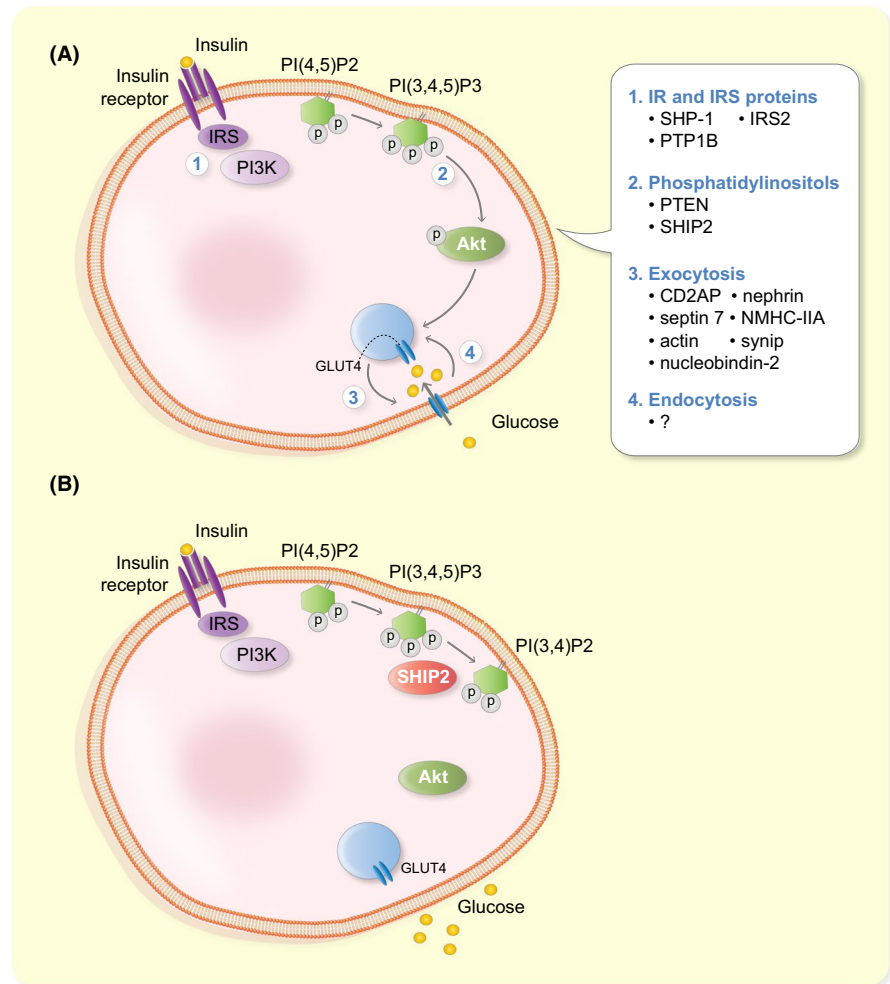 (A)
Insulin
Insulin
receptor
PI(4,5)P2
PI(3,4,5)P3
IRS
1
PI3K
p p
p p p
2
p
Akt
GLUT4
3
4
Glucose
1. IR and IRS proteins
• SHP-1 • IRS2
• PTP1B
2. Phosphatidylinositols
• PTEN
• SHIP2
3. Exocytosis
• CD2AP • nephrin
• septin 7 • NMHC-IIA
• actin • synip
• nucleobindin-2
4. Endocytosis
• ?
(B)
Insulin
Insulin
receptor
PI(4,5)P2
PI(3,4,5)P3
IRS
PI3K
p p
p p p
PI(3,4)P2
SHIP2
p p
Akt
GLUT4
Glucose